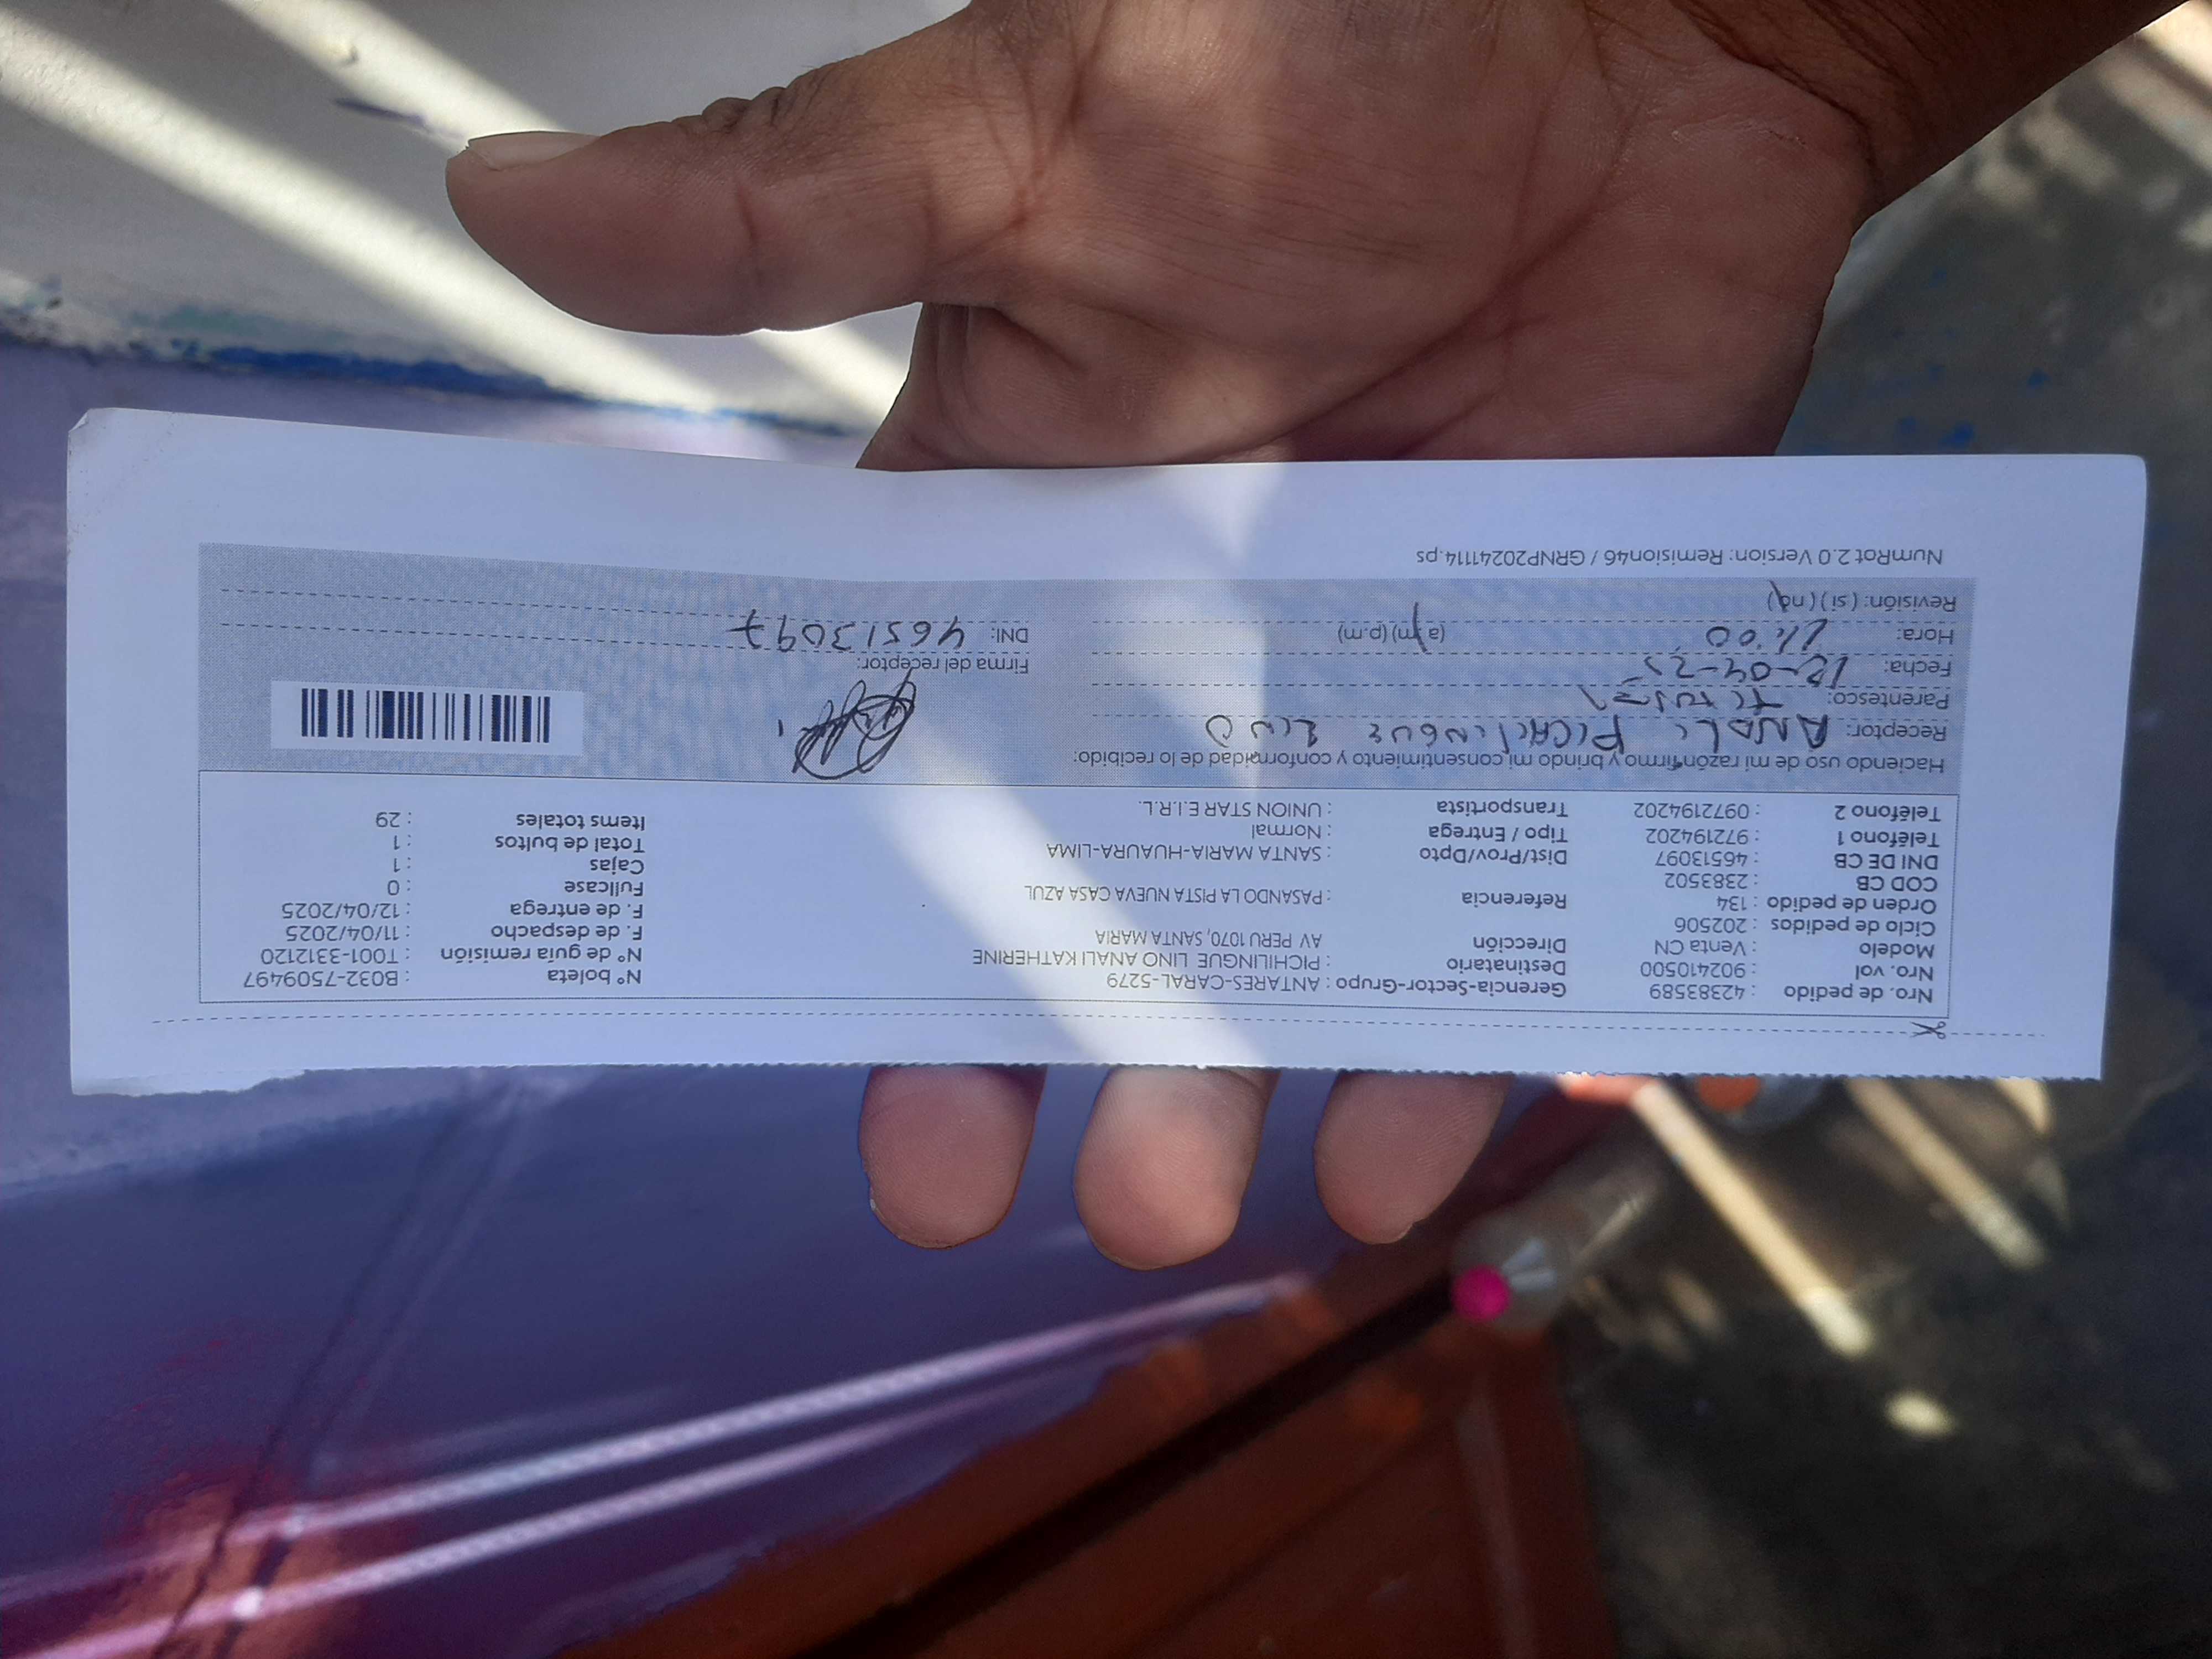 Nro. de pedido : 42383589 Gerencia-Sector-Grupo : ANTARES-CARAL-5279 N° boleta : B032-7509497
Nro. vol : 902410500 Destinatario : PICHILINGUE LINO ANALI KATHERINE N° de guía remisión : T001-3312120
Modelo : Venta CN Dirección AV PERU 1070, SANTA MARIA F. de despacho : 11/04/2025
Ciclo de pedidos : 202506 F. de entrega : 12/04/2025
Orden de pedido : 134 Referencia : PASANDO LA PISTA NUEVA CASA AZUL Fullcase : 0
COD CB : 2383502 Cajas : 1
DNI DE CB : 46513097 Dist/Prov/Dpto : SANTA MARIA-HUAURA-LIMA Total de bultos : 1
Teléfono 1 : 972194202 Tipo / Entrega : Normal Items totales : 29
Teléfono 2 : 0972194202 Transportista : UNION STAR E.I.R.L.
Haciendo uso de mi razón firmo y brindo mi consentimiento y conformidad de lo recibido:
Receptor: ANALI PICHILINGUE LINO
Parentesco:
Fecha: 12-04-25 Firma del receptor:
Hora: 11:00 (a.m) (p.m) DNI: 46513097
Revisión: (si) (no)
NumRot 2.0 Version: Remision46 / GRNP20241114.ps